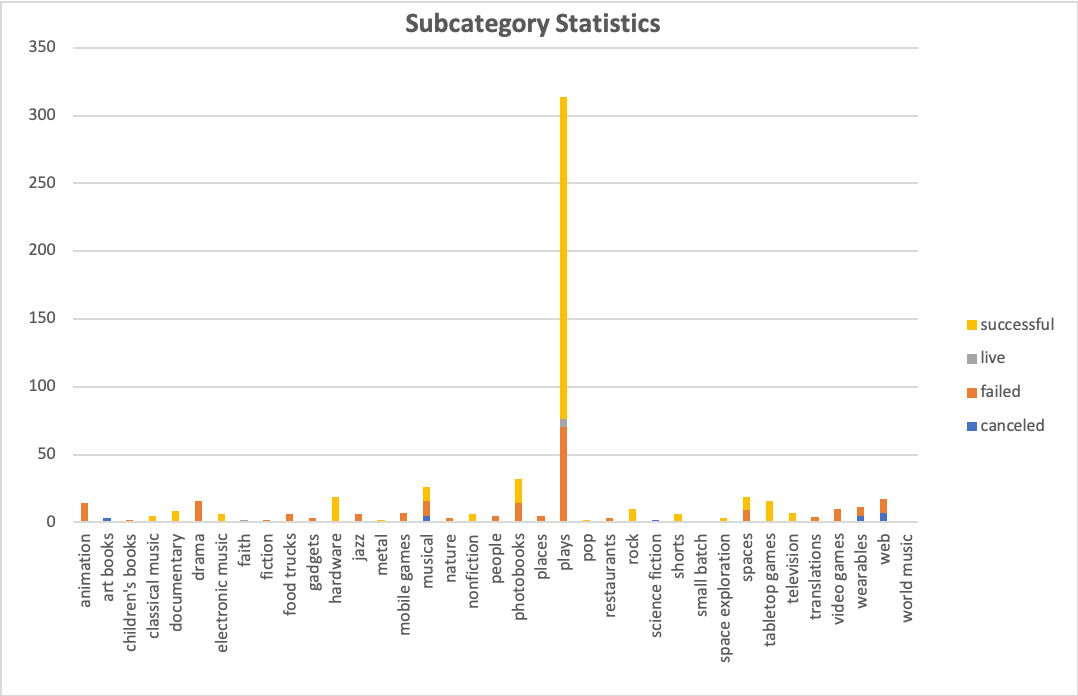 Subcategory Statistics
350
300
250
200
150
100
50
0
animation
art books
children's books
classical music
documentary
drama
electronic music
faith
fiction
food trucks
gadgets
hardware
jazz
metal
mobile games
musical
nature
nonfiction
people
photobooks
places
plays
pop
restaurants
rock
science fiction
shorts
small batch
space exploration
spaces
tabletop games
television
translations
video games
wearables
web
world music
successful
live
failed
canceled